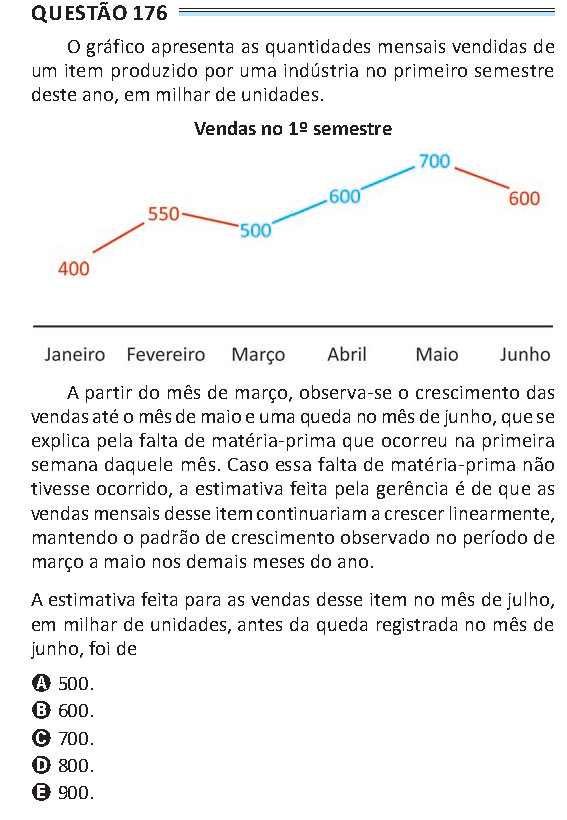 QUESTÃO 176
O gráfico apresenta as quantidades mensais vendidas de
um item produzido por uma indústria no primeiro semestre
deste ano, em milhar de unidades.
Vendas no 1º semestre
700
550
600
600
500
400
Janeiro Fevereiro Março Abril Maio Junho
A partir do mês de março, observa-se o crescimento das
vendas até o mês de maio e uma queda no mês de junho, que se
explica pela falta de matéria-prima que ocorreu na primeira
semana daquele mês. Caso essa falta de matéria-prima não
tivesse ocorrido, a estimativa feita pela gerência é de que as
vendas mensais desse item continuariam a crescer linearmente,
mantendo o padrão de crescimento observado no período de
março a maio nos demais meses do ano.
A estimativa feita para as vendas desse item no mês de julho,
em milhar de unidades, antes da queda registrada no mês de
junho, foi de
A 500.
B 600.
C 700.
D 800.
E 900.